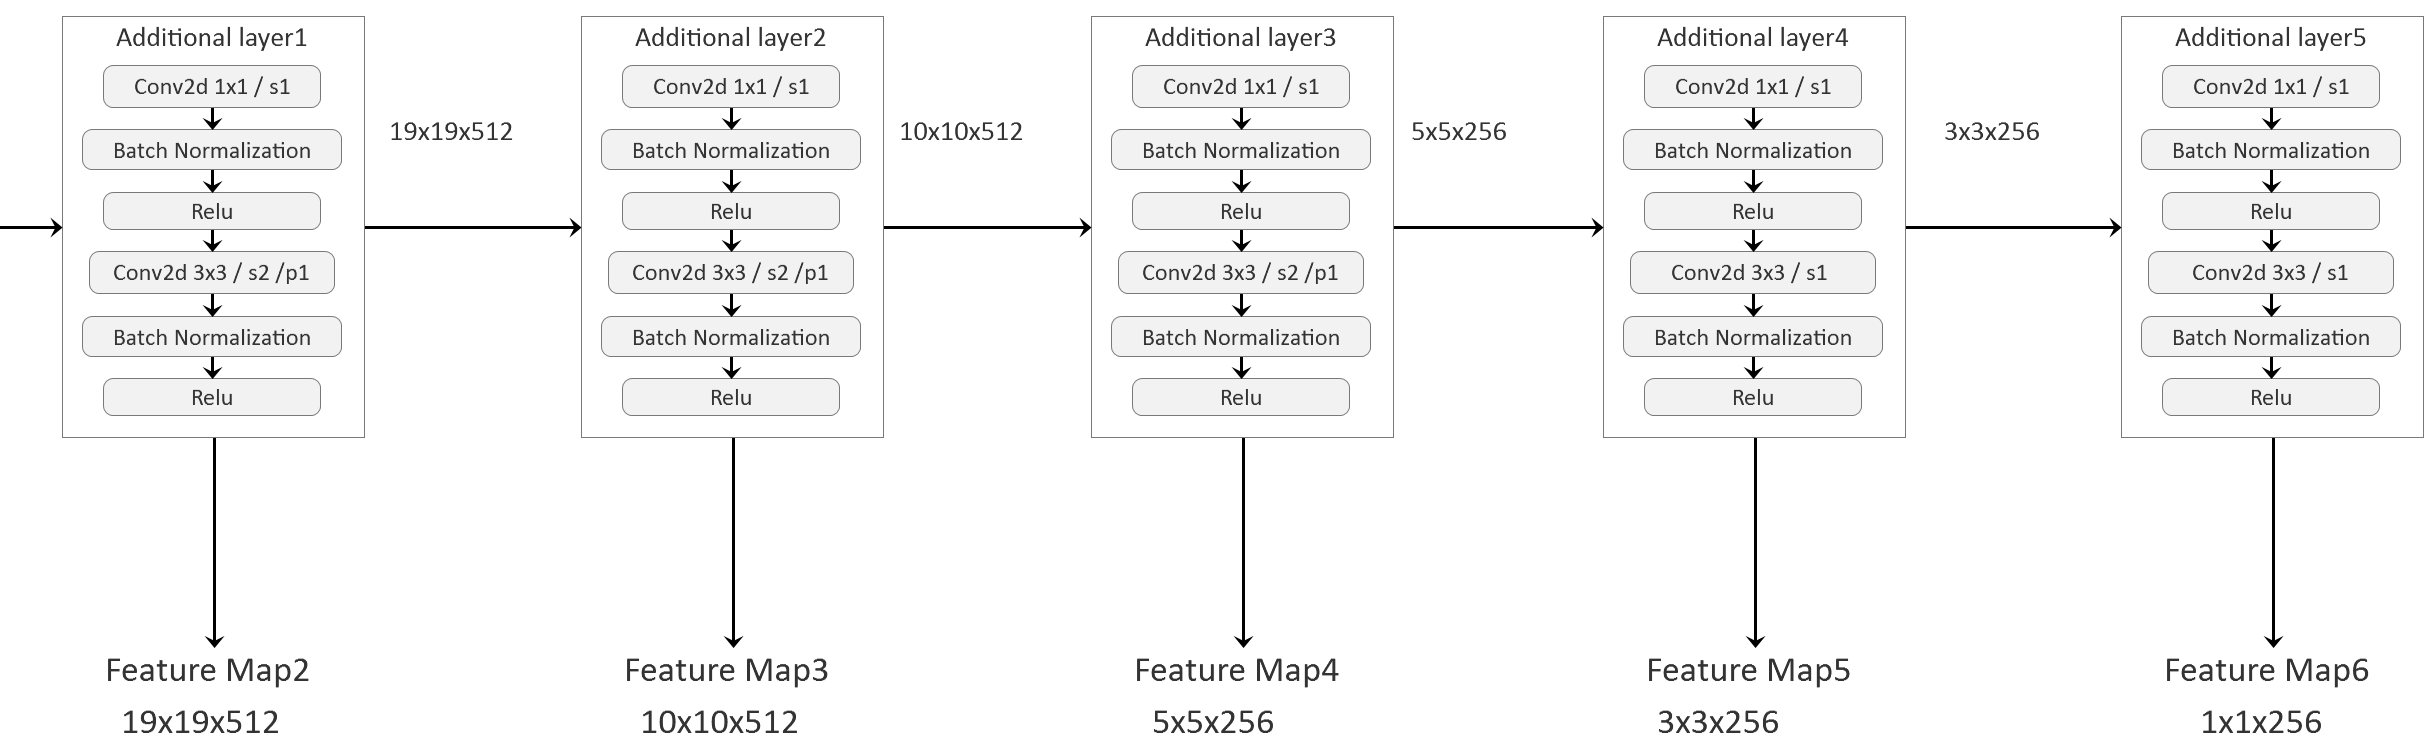 Additional layer1
Conv2d 1x1 / s1
Batch Normalization
Relu
Conv2d 3x3 / s2 /p1
Batch Normalization
Relu
19x19x512
Additional layer2
Conv2d 1x1 / s1
Batch Normalization
Relu
Conv2d 3x3 / s2 /p1
Batch Normalization
Relu
10x10x512
Additional layer3
Conv2d 1x1 / s1
Batch Normalization
Relu
Conv2d 3x3 / s2 /p1
Batch Normalization
Relu
5x5x256
Additional layer4
Conv2d 1x1 / s1
Batch Normalization
Relu
Conv2d 3x3 / s1
Batch Normalization
Relu
3x3x256
Additional layer5
Conv2d 1x1 / s1
Batch Normalization
Relu
Conv2d 3x3 / s1
Batch Normalization
Relu
Feature Map2
19x19x512
Feature Map3
10x10x512
Feature Map4
5x5x256
Feature Map5
3x3x256
Feature Map6
1x1x256